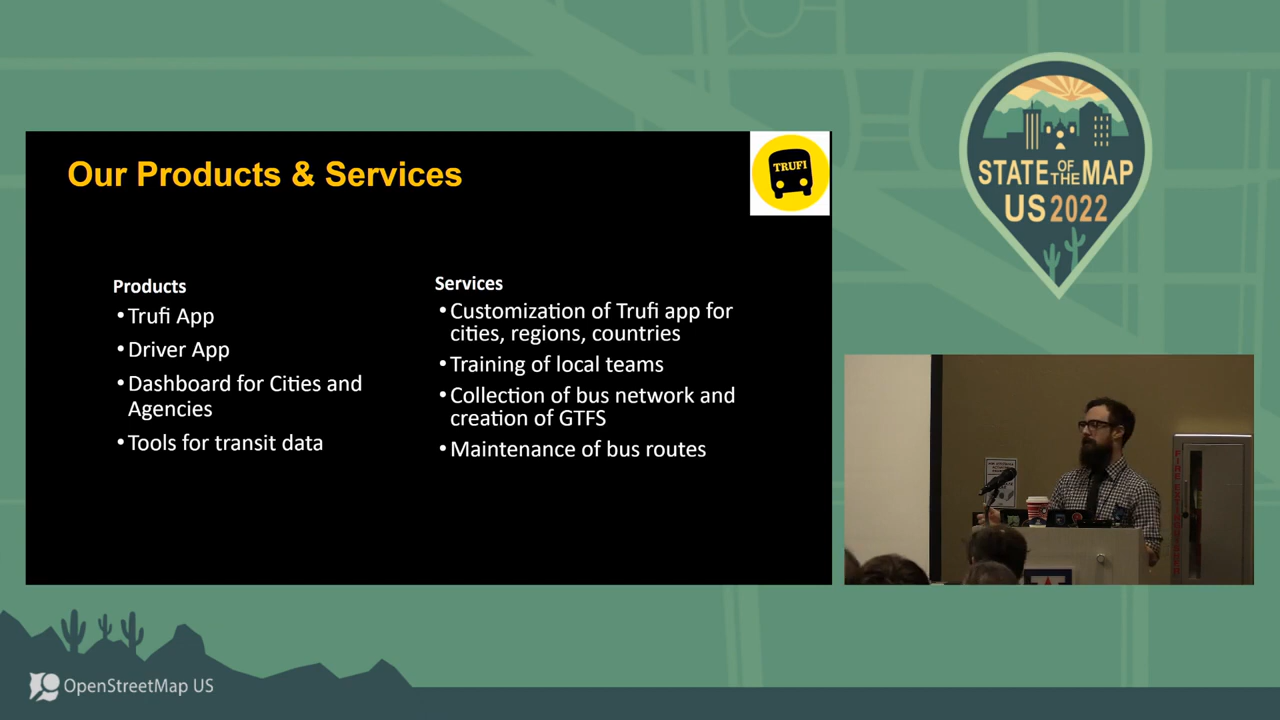 Our Products & Services
TRUFI
Products
•Trufi App
•Driver App
•Dashboard for Cities and
Agencies
•Tools for transit data
Services
•Customization of Trufi app for
cities, regions, countries
•Training of local teams
•Collection of bus network and
creation of GTFS
•Maintenance of bus routes
STATE OF THE MAP
US 2022
OpenStreetMap US